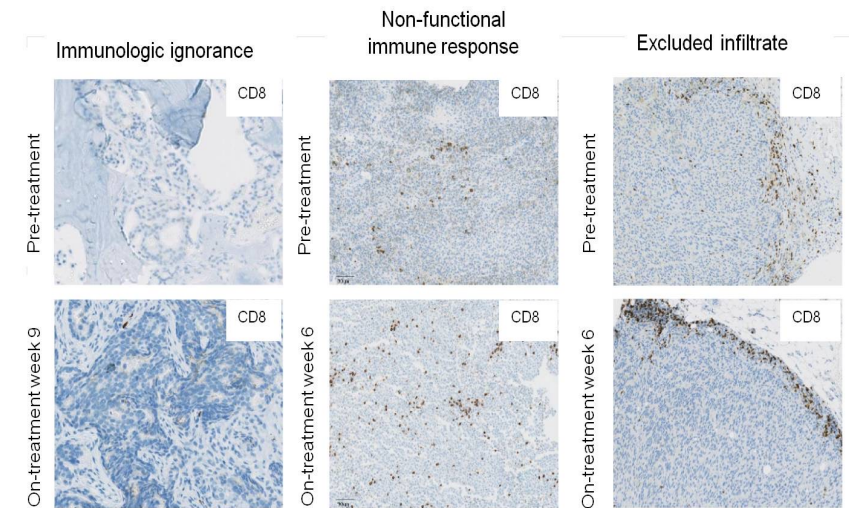 Immunologic ignorance
Non-functional
immune response
Excluded infiltrate
Pre-treatment
CD8
Pre-treatment
CD8
Pre-treatment
CD8
On-treatment week 9
CD8
On-treatment week 6
CD8
On-treatment week 6
CD8